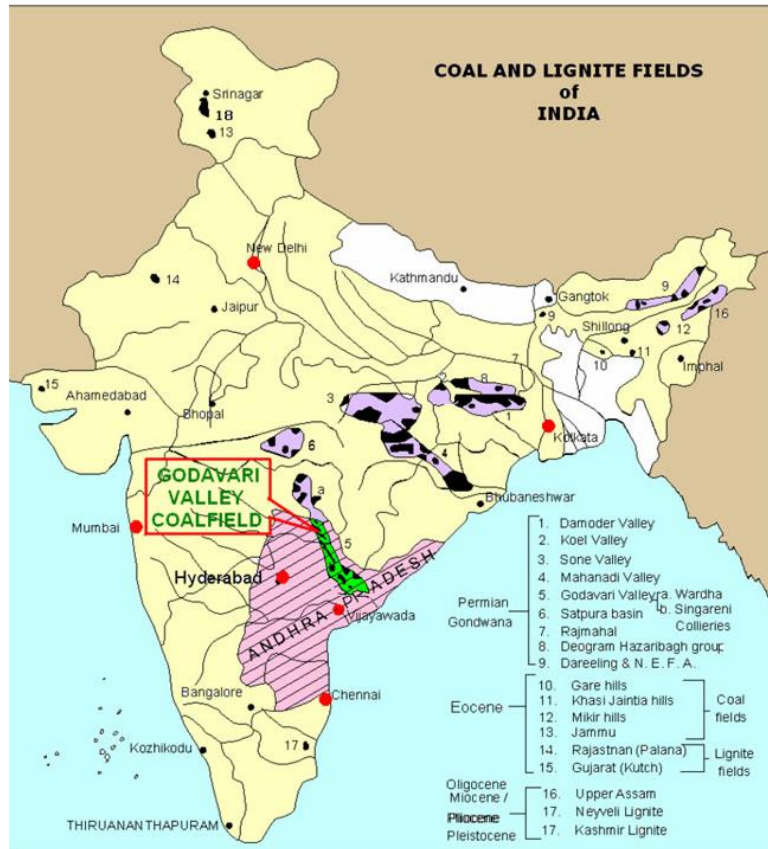 COAL AND LIGNITE FIELDS
of
INDIA
Srinagar
18
13
New Delhi
14
Jaipur
Kathmandu
Gangtok
9
9
16
Shillong
12
10
11
Imphal
15
Ahamedabad
Bhopal
3
2
8
7
1
6
4
Kolkata
GODAVARI
VALLEY
COALFIELD
a
5
Bhubaneshwar
Mumbai
Hyderabad
ANDHRA PRADESH
Vijayawada
Bangalore
Chennai
Kozhikodu
17
THIRUANANTHAPURAM
Permian
Gondwana
1. Damoder Valley
2. Koel Valley
3. Sone Valley
4. Mahanadi Valley
5. Godavari Valley a. Wardha
b. Singareni
Collieries
6. Satpura basin
7. Rajmahal
8. Deogram Hazaribagh group
9. Dareeling & N. E. F. A.
Eocene
10. Gare hills
11. Khasi Jaintia hills
12. Mikir hills
13. Jammu
Coal
fields
14. Rajastnan (Palana)
15. Gujarat (Kutch)
Lignite
fields
Oligocene
Miocene /
Pliocene
Pleistocene
16. Upper Assam
17. Neyveli Lignite
17. Kashmir Lignite